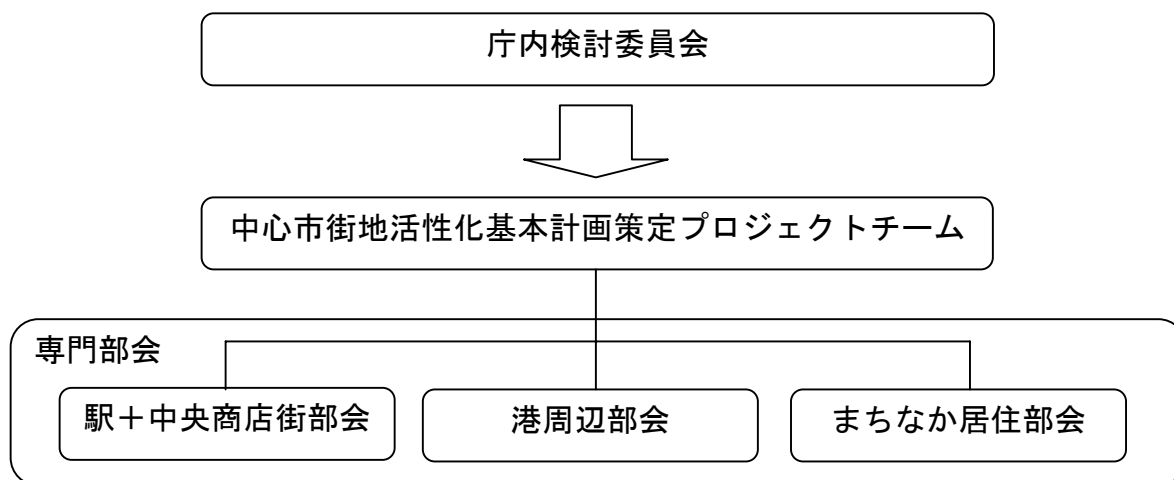 庁内検討委員会
中心市街地活性化基本計画策定プロジェクトチーム
専門部会
駅＋中央商店街部会
港周辺部会
まちなか居住部会